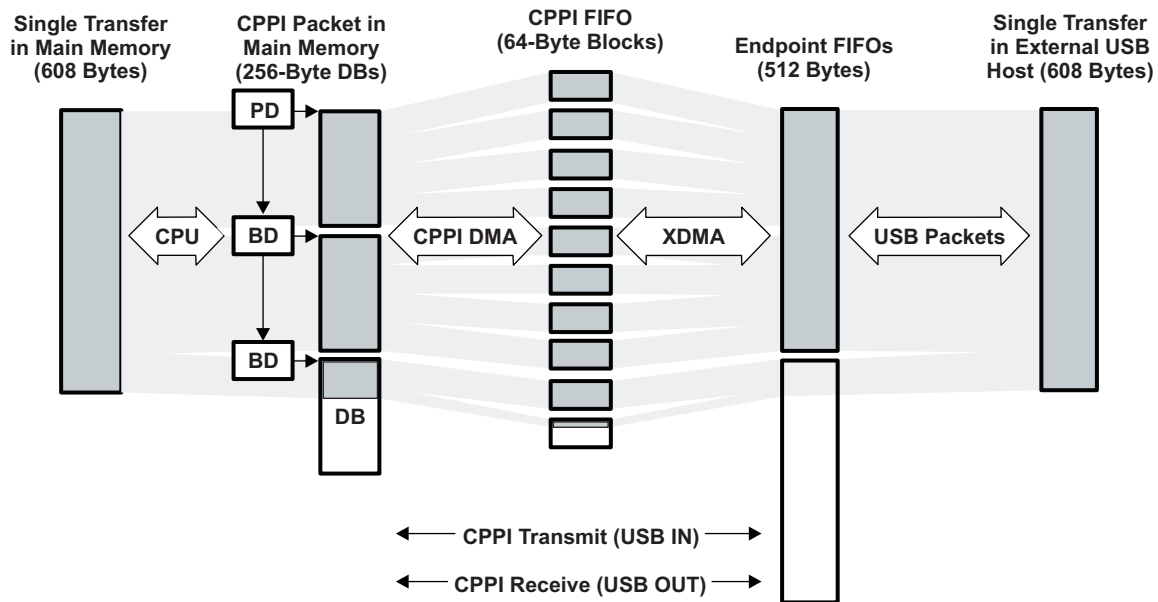 Single Transfer
in Main Memory
(608 Bytes)
CPPI Packet in
Main Memory
(256-Byte DBs)
CPPI FIFO
(64-Byte Blocks)
Endpoint FIFOs
(512 Bytes)
Single Transfer
in External USB
Host (608 Bytes)
PD
CPU
BD
CPPI DMA
XDMA
USB Packets
BD
DB
CPPI Transmit (USB IN)
CPPI Receive (USB OUT)